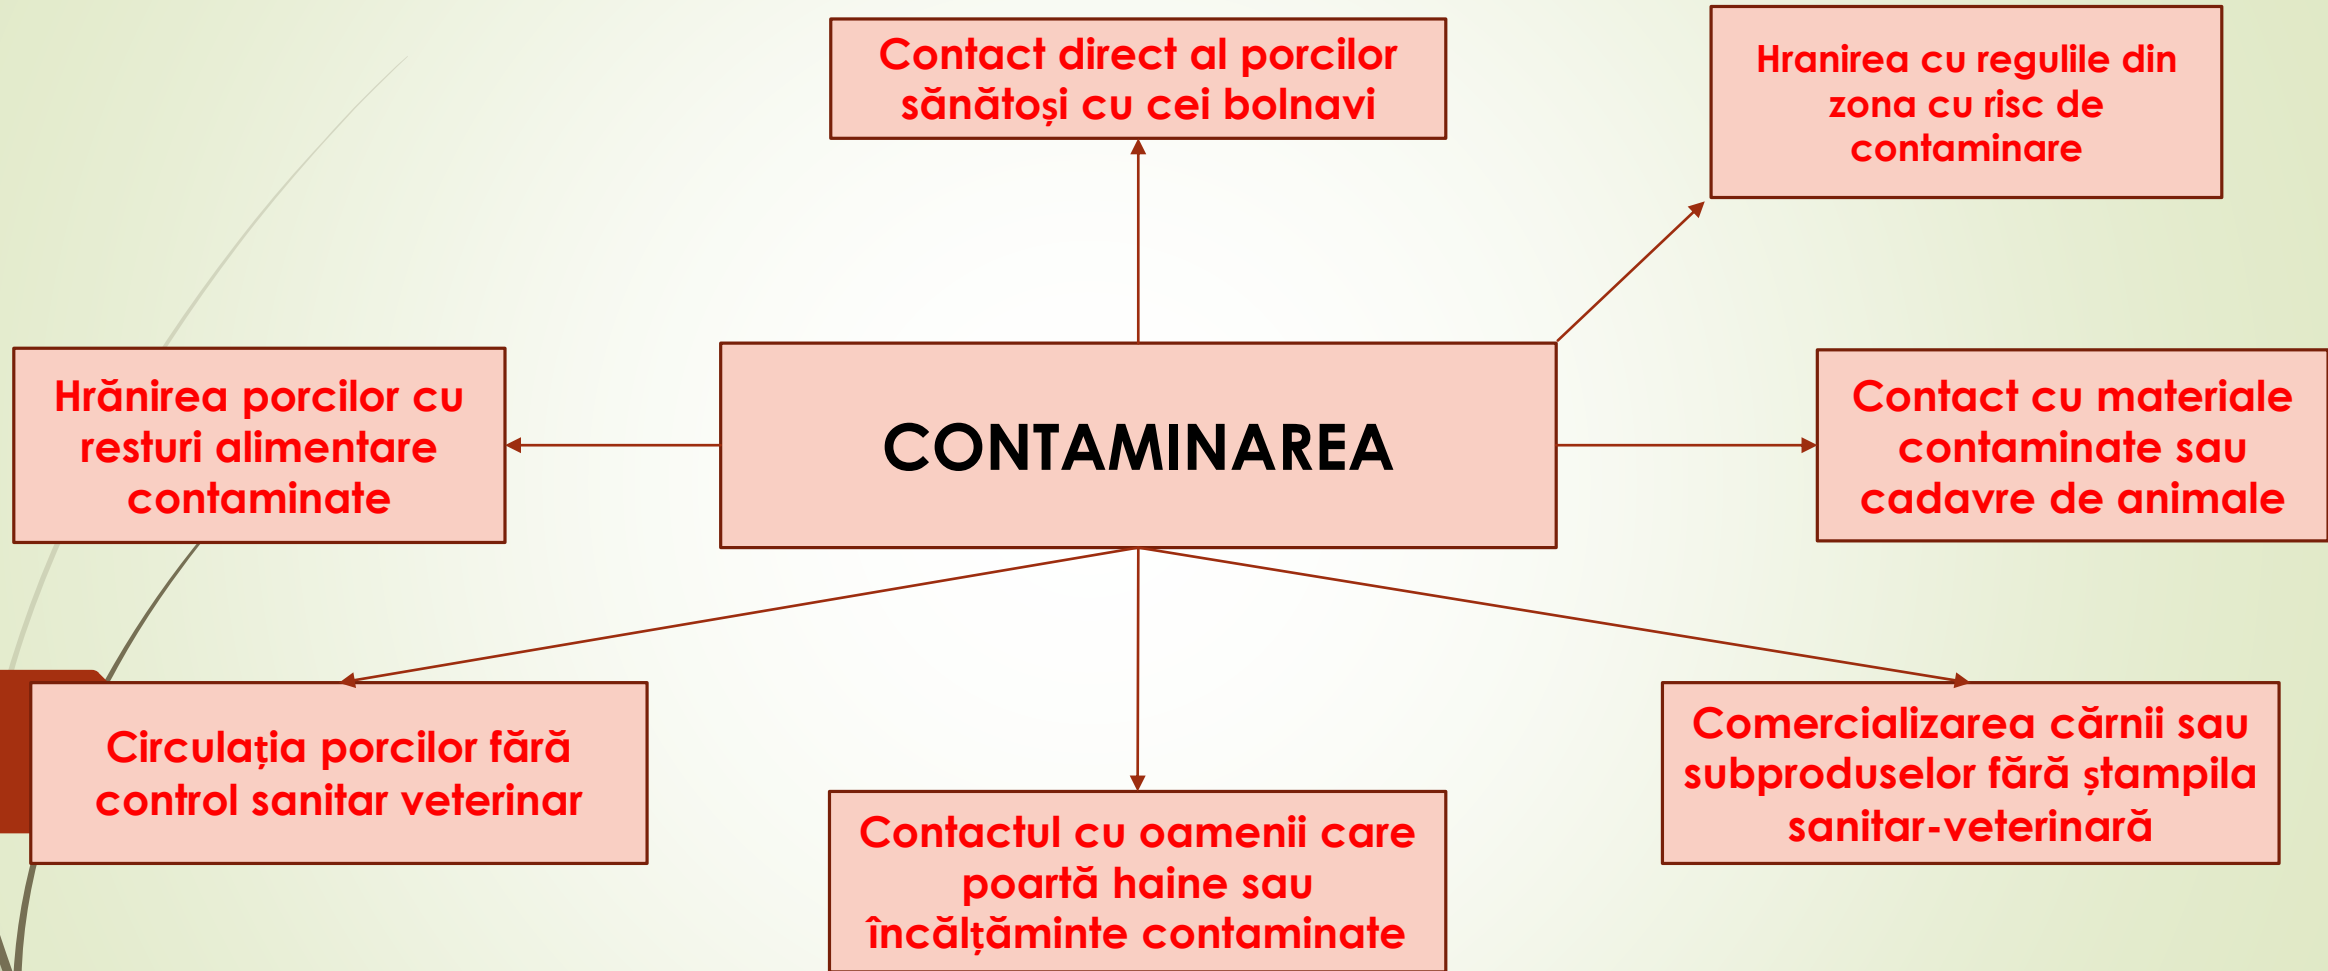 Contact direct al porcilor
sănătoși cu cei bolnavi
Hranirea cu regulile din
zona cu risc de
contaminare
Hrănirea porcilor cu
resturi alimentare
contaminate
CONTAMINAREA
Contact cu materiale
contaminate sau
cadavre de animale
Circulația porcilor fără
control sanitar veterinar
Contactul cu oamenii care
poartă haine sau
încălțăminte contaminate
Comercializarea cărnii sau
subproduselor fără ștampila
sanitar-veterinară